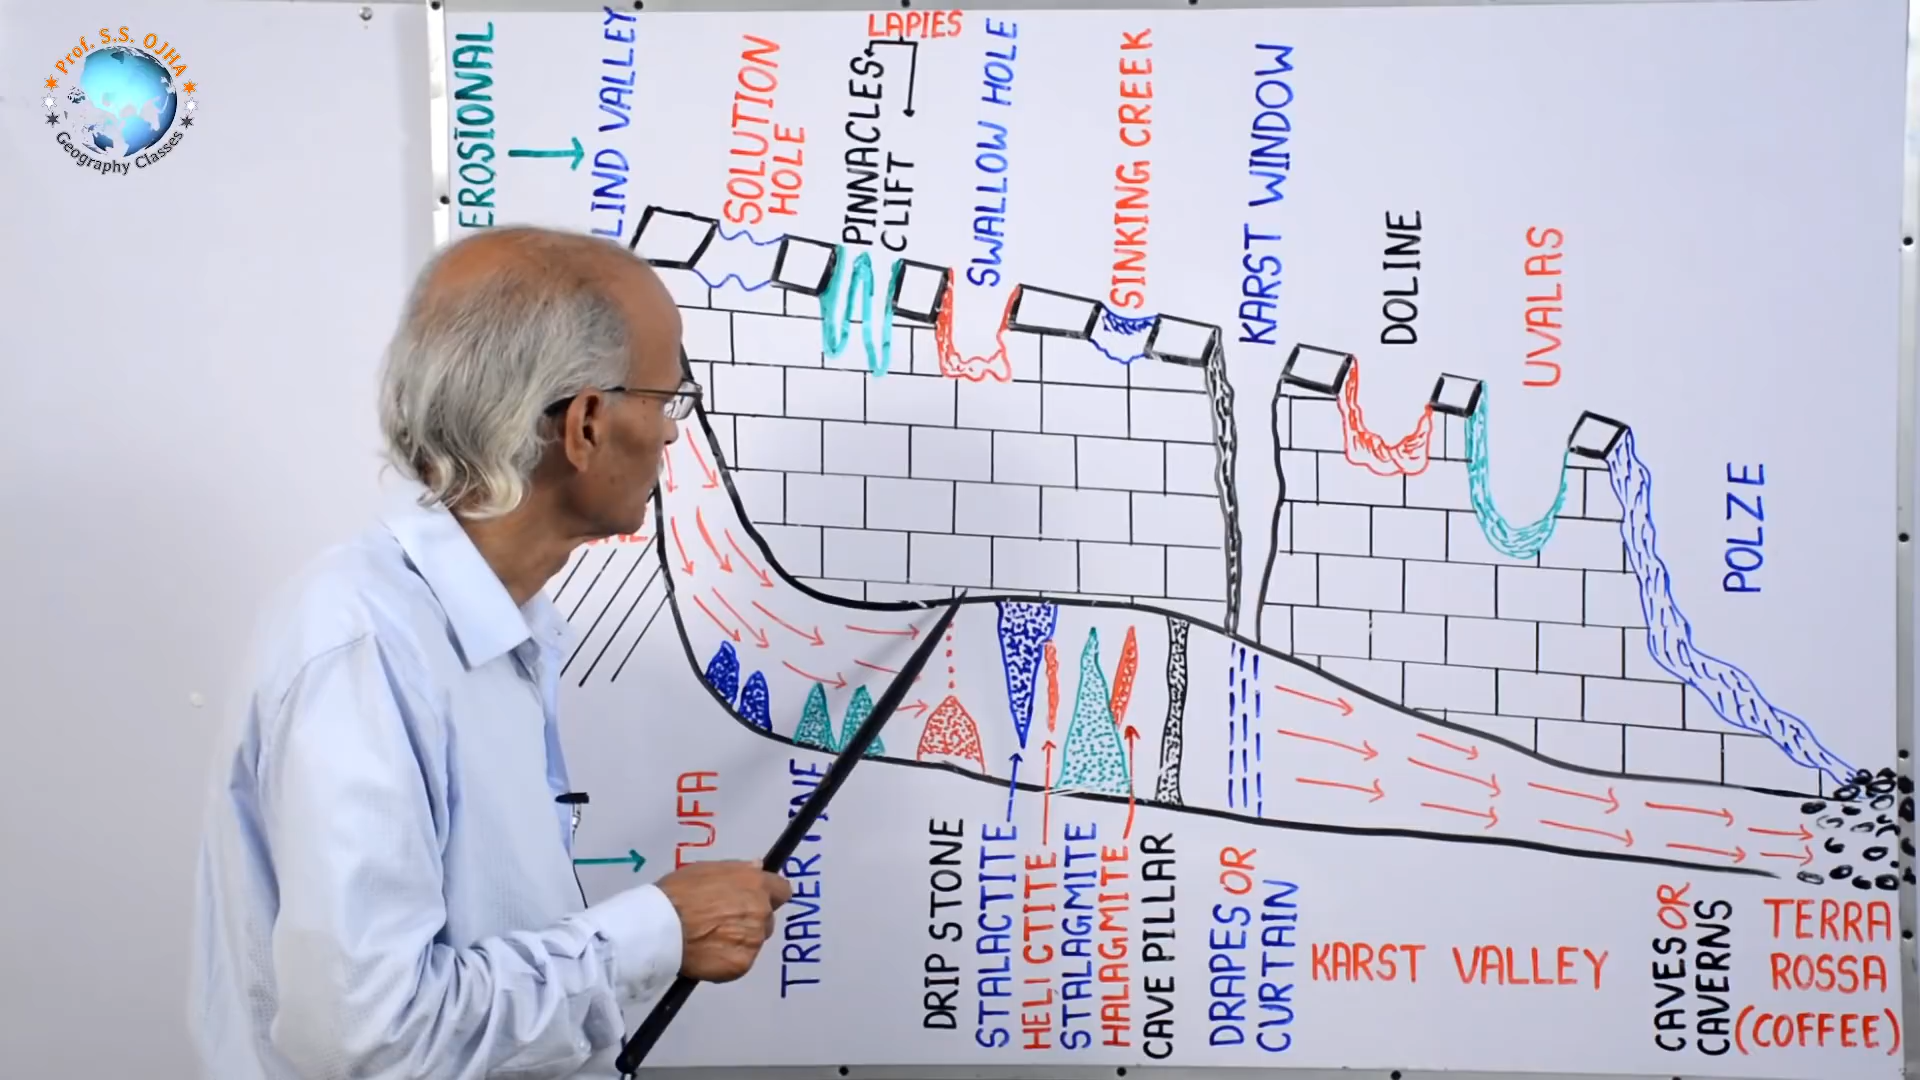 Prof. S.S. OJHA
Geography Classes
EROSIONAL
LIND VALLEY
SOLUTION
HOLE
LAPIES
PINNACLES
CLIFT
SWALLOW HOLE
SINKING CREEK
KARST WINDOW
DOLINE
UVALAS
POLZE
TUFA
TRAVERTINE
DRIP STONE
STALACTITE
HELICTITE
STALAGMITE
HALAGMITE
CAVE PILLAR
DRAPES OR
CURTAIN
KARST VALLEY
CAVES OR
CAVERNS
TERRA
ROSSA
(COFFEE)